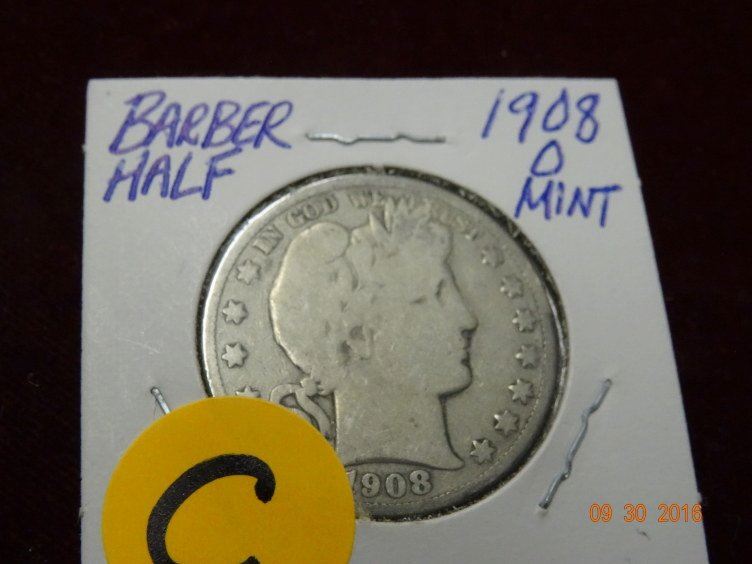 BARBER
HALF
1908
O
MINT
IN GOD WE TRUST
1908
C
09 30 2016